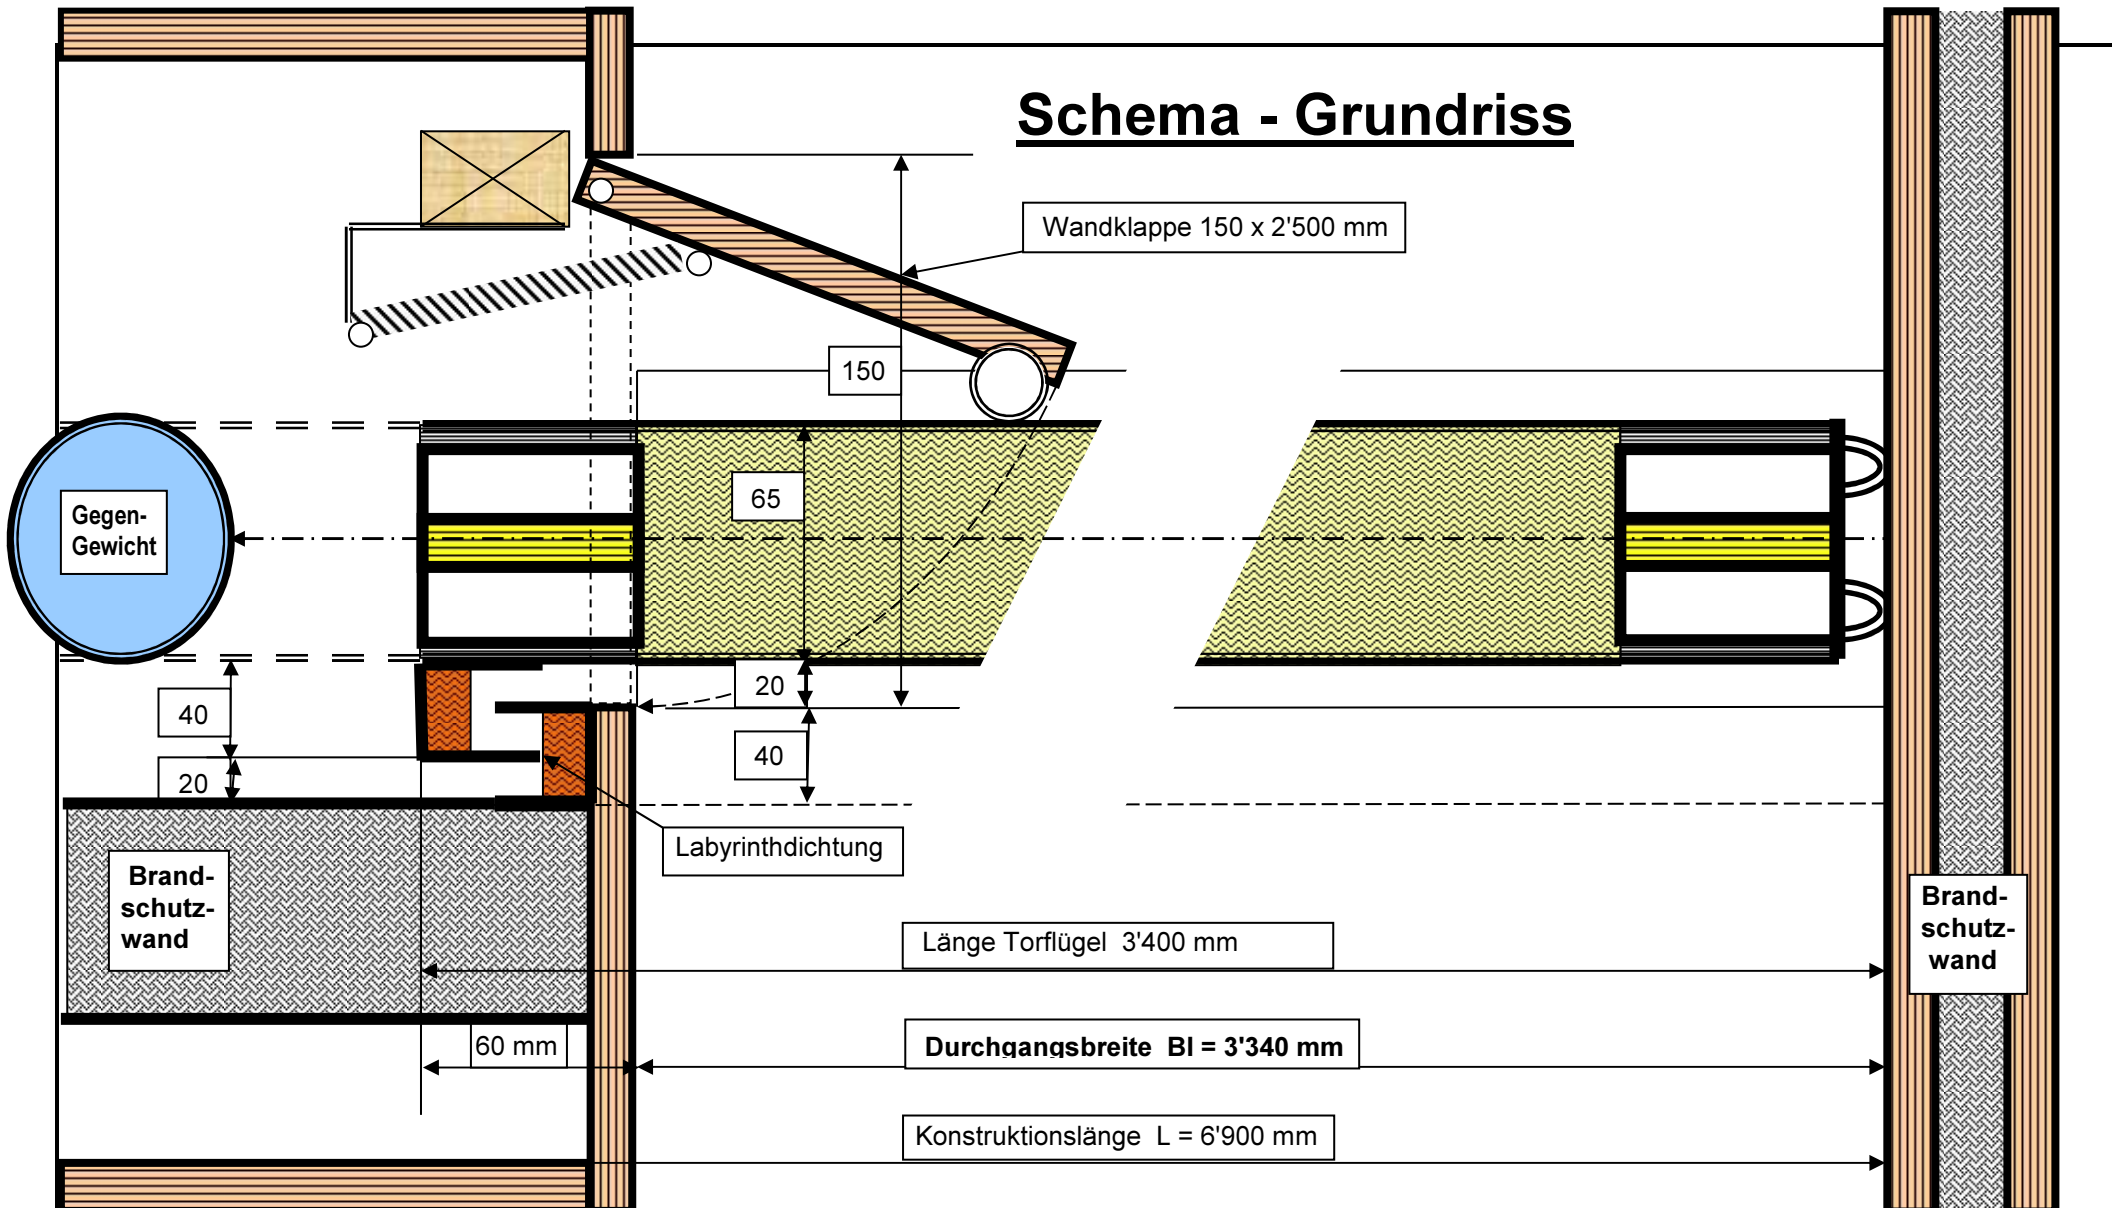 Schema - Grundriss
Wandklappe 150 x 2'500 mm
150
65
Gegen-
Gewicht
20
40
40
20
Labyrinthdichtung
Brand-
schutz-
wand
Brand-
schutz-
wand
Länge Torflügel  3'400 mm
60 mm
Durchgangsbreite  Bl = 3'340 mm
Konstruktionslänge  L = 6'900 mm